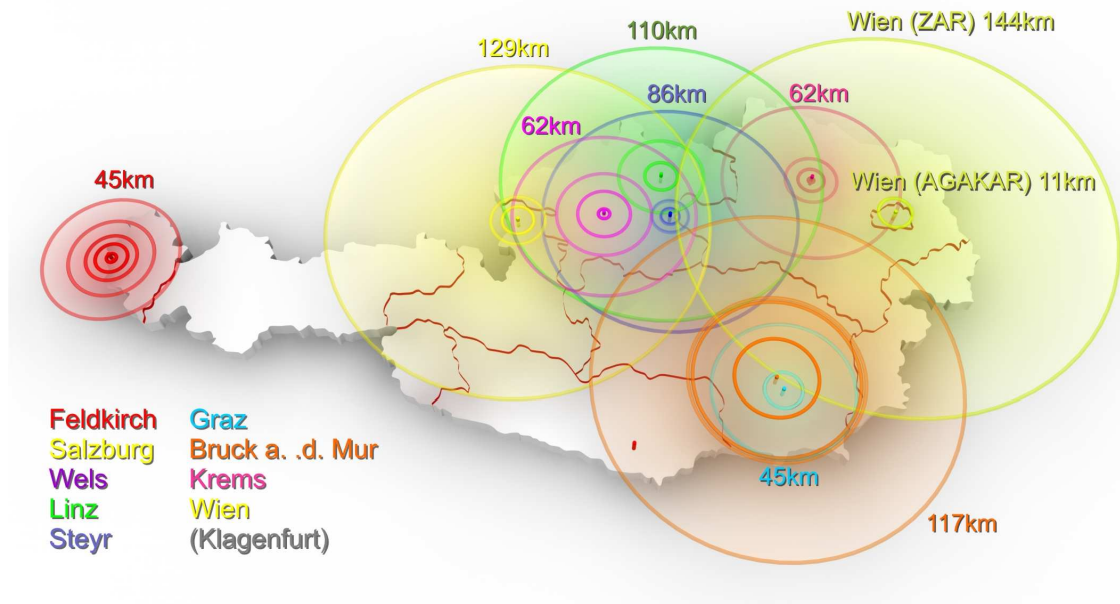 Wien (ZAR) 144km
110km
129km
86km
62km
62km
45km
Wien (AGAKAR) 11km
Feldkirch
Salzburg
Wels
Linz
Steyr
Graz
Bruck a. .d. Mur
Krems
Wien
(Klagenfurt)
45km
117km